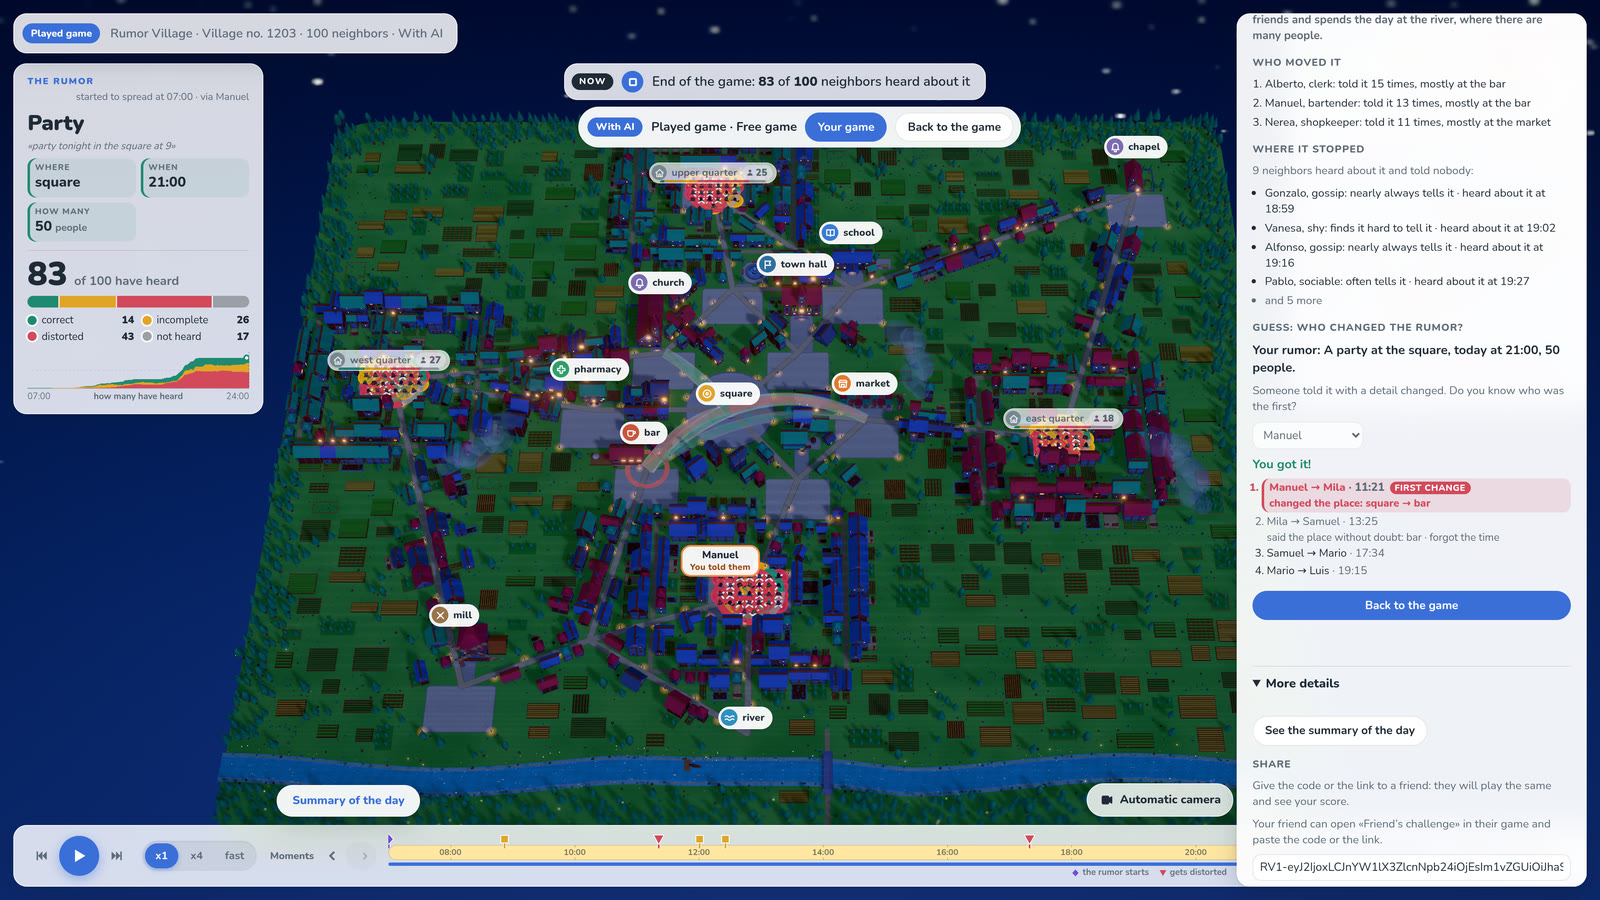 Played game
Rumor Village · Village no. 1203 · 100 neighbors · With AI
THE RUMOR
started to spread at 07:00 · via Manuel
Party
«party tonight in the square at 9»
WHERE
square
WHEN
21:00
HOW MANY
50 people
83 of 100 have heard
correct 14
incomplete 26
distorted 43
not heard 17
07:00 how many have heard 24:00
NOW End of the game: 83 of 100 neighbors heard about it
With AI Played game · Free game Your game Back to the game
chapel
upper quarter 25
school
town hall
church
west quarter 27
pharmacy
square
market
bar
east quarter 18
Manuel
You told them
mill
river
Summary of the day
Automatic camera
x1 x4 fast
Moments
08:00 10:00 12:00 14:00 16:00 18:00 20:00
the rumor starts gets distorted
friends and spends the day at the river, where there are
many people.
WHO MOVED IT
1. Alberto, clerk: told it 15 times, mostly at the bar
2. Manuel, bartender: told it 13 times, mostly at the bar
3. Nerea, shopkeeper: told it 11 times, mostly at the market
WHERE IT STOPPED
9 neighbors heard about it and told nobody:
• Gonzalo, gossip: nearly always tells it · heard about it at
18:59
• Vanesa, shy: finds it hard to tell it · heard about it at 19:02
• Alfonso, gossip: nearly always tells it · heard about it at
19:16
• Pablo, sociable: often tells it · heard about it at 19:27
• and 5 more
GUESS: WHO CHANGED THE RUMOR?
Your rumor: A party at the square, today at 21:00, 50
people.
Someone told it with a detail changed. Do you know who was
the first?
Manuel
You got it!
1. Manuel → Mila · 11:21 FIRST CHANGE
changed the place: square → bar
2. Mila → Samuel · 13:25
said the place without doubt: bar · forgot the time
3. Samuel → Mario · 17:34
4. Mario → Luis · 19:15
Back to the game
▼ More details
See the summary of the day
SHARE
Give the code or the link to a friend: they will play the same
and see your score.
Your friend can open «Friend's challenge» in their game and
paste the code or the link.